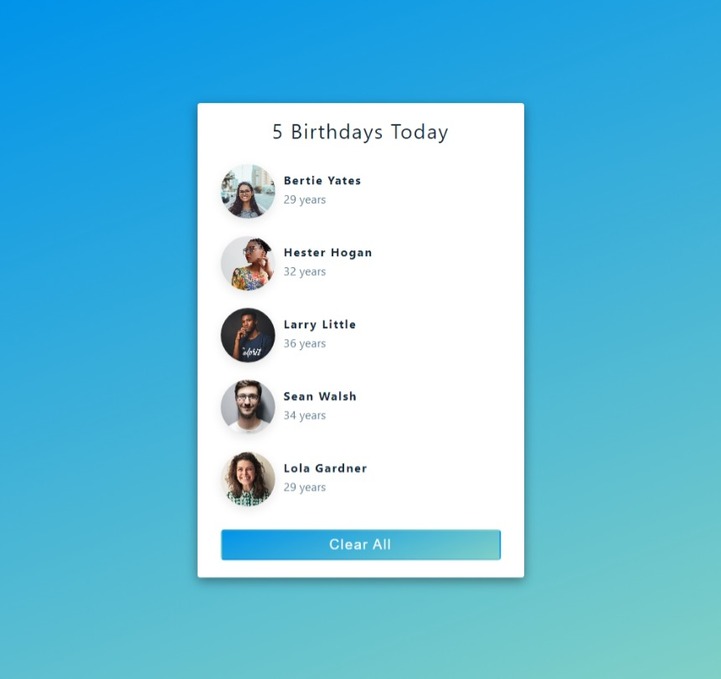 5 Birthdays Today
Bertie Yates
29 years
Hester Hogan
32 years
Larry Little
36 years
Sean Walsh
34 years
Lola Gardner
29 years
Clear All